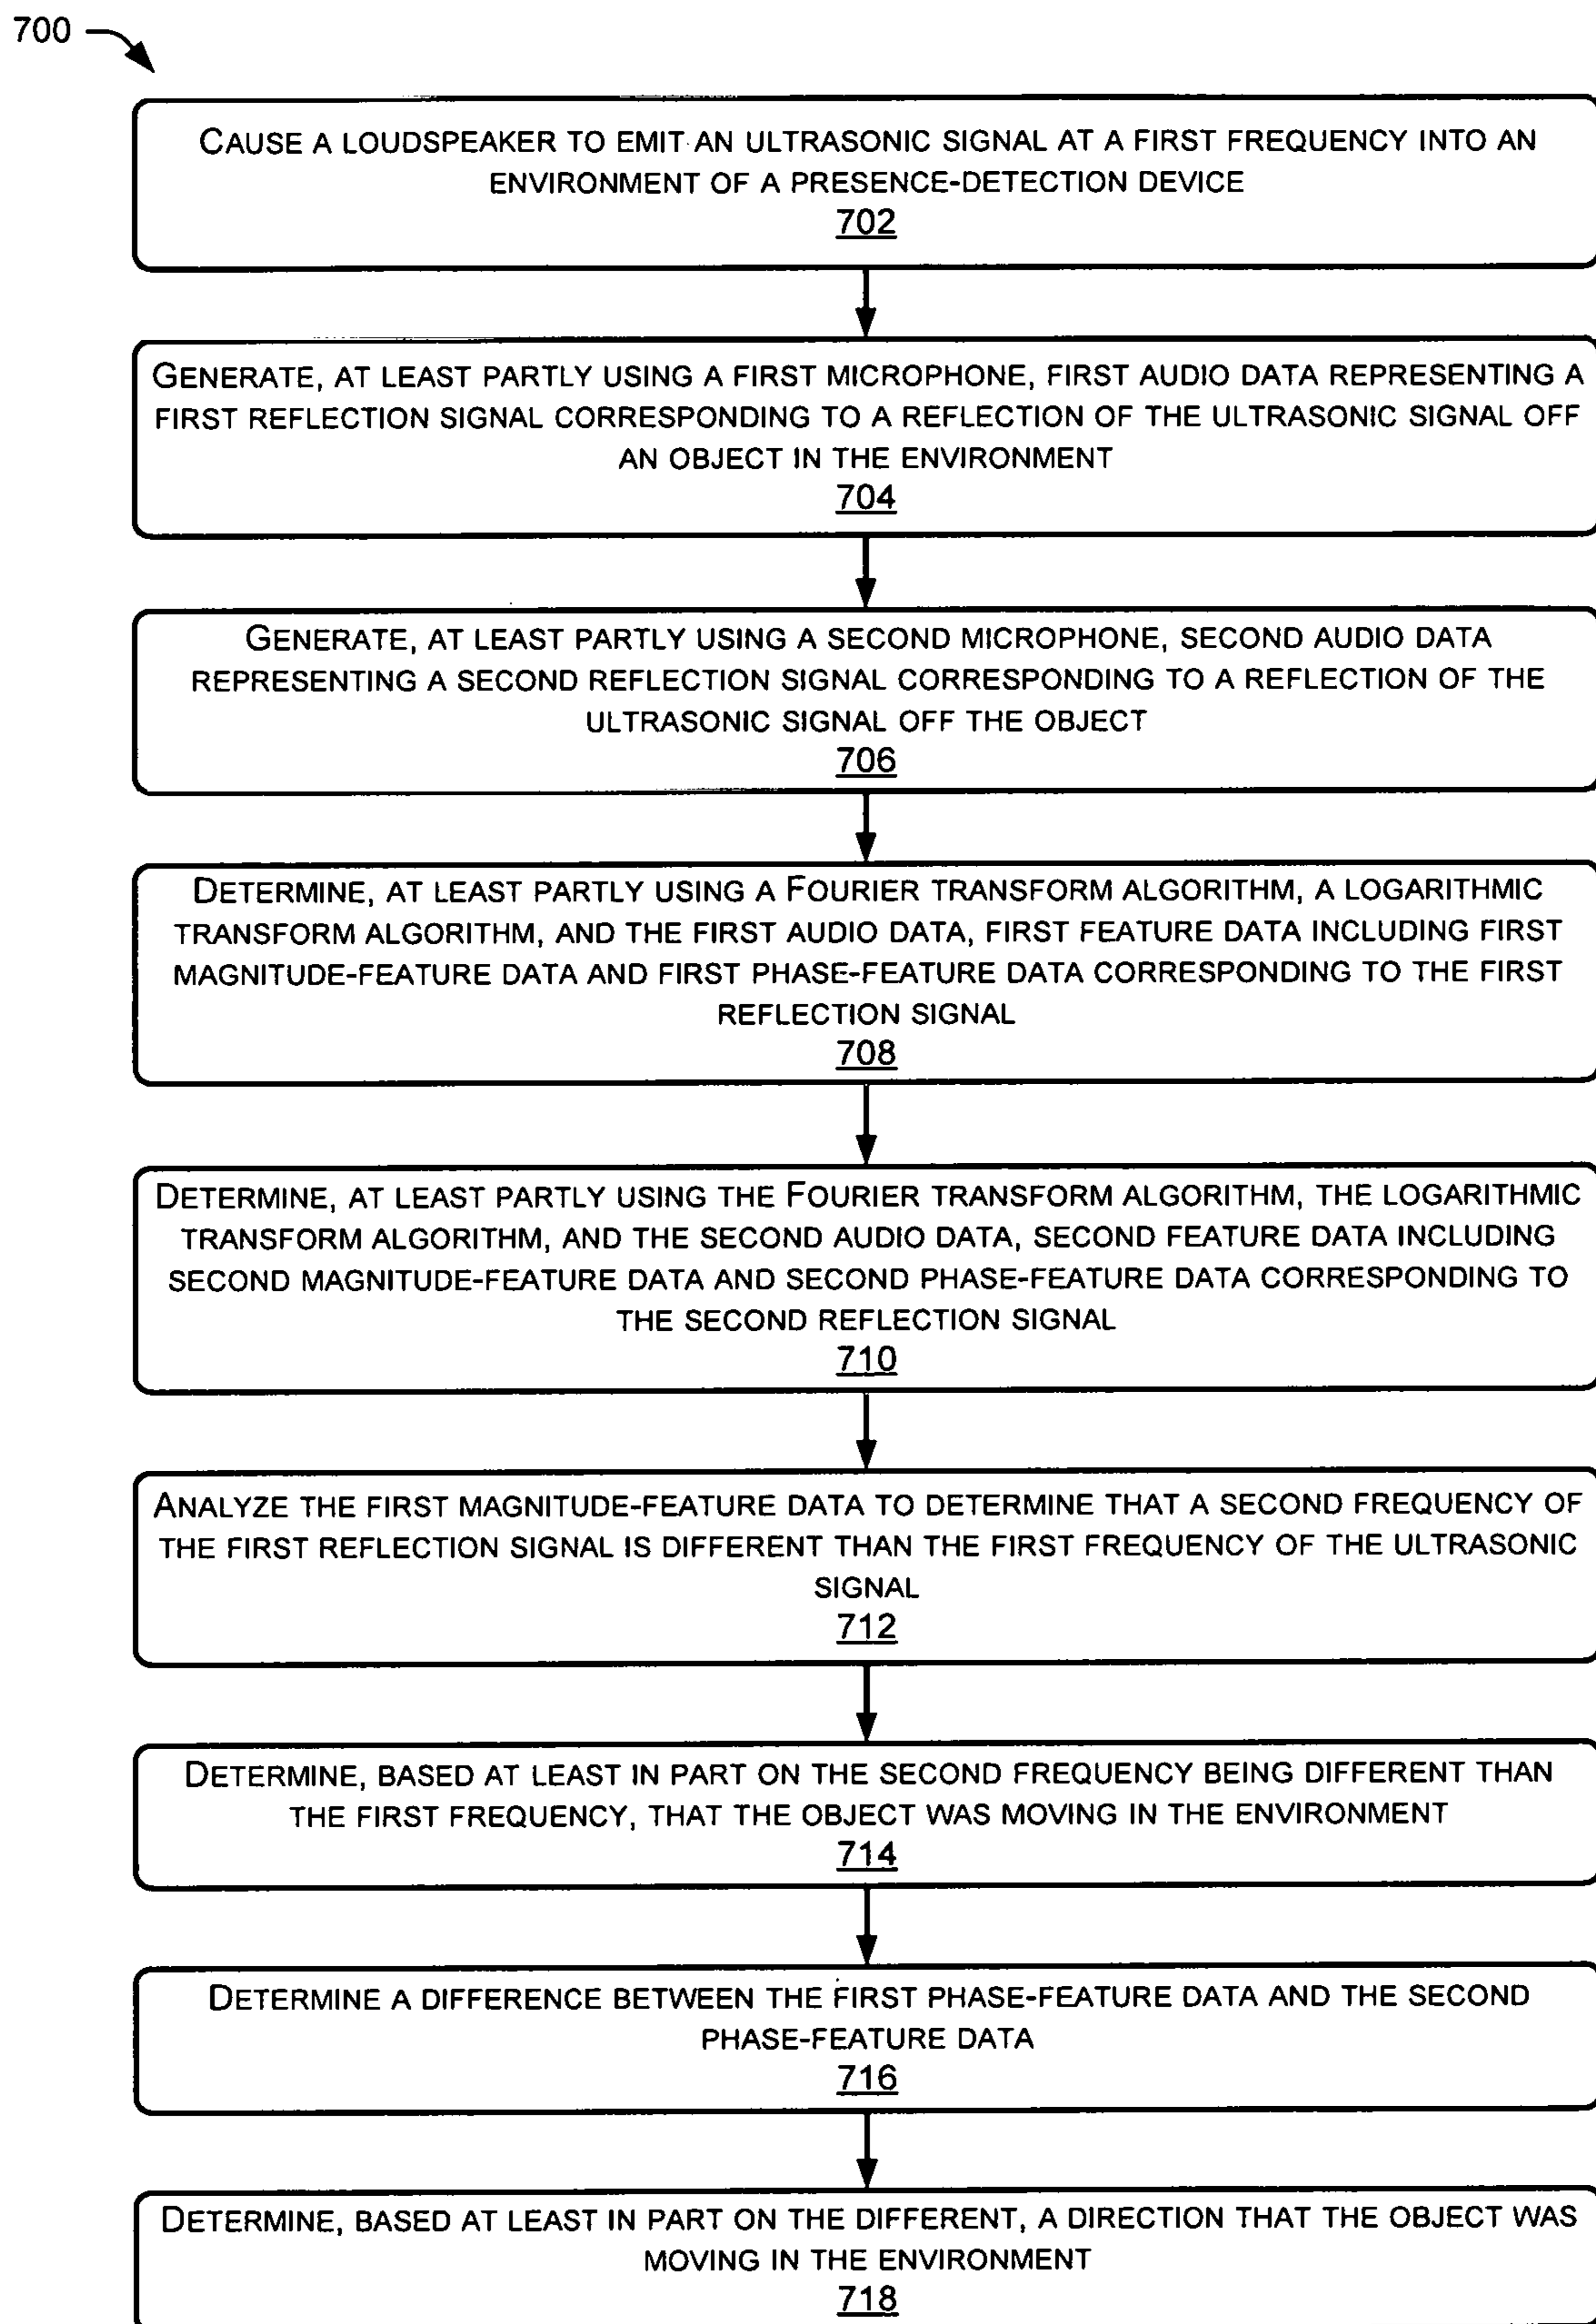 700
CAUSE A LOUDSPEAKER TO EMIT AN ULTRASONIC SIGNAL AT A FIRST FREQUENCY INTO AN
ENVIRONMENT OF A PRESENCE-DETECTION DEVICE
702
GENERATE, AT LEAST PARTLY USING A FIRST MICROPHONE, FIRST AUDIO DATA REPRESENTING A
FIRST REFLECTION SIGNAL CORRESPONDING TO A REFLECTION OF THE ULTRASONIC SIGNAL OFF
AN OBJECT IN THE ENVIRONMENT
704
GENERATE, AT LEAST PARTLY USING A SECOND MICROPHONE, SECOND AUDIO DATA
REPRESENTING A SECOND REFLECTION SIGNAL CORRESPONDING TO A REFLECTION OF THE
ULTRASONIC SIGNAL OFF THE OBJECT
706
DETERMINE, AT LEAST PARTLY USING A FOURIER TRANSFORM ALGORITHM, A LOGARITHMIC
TRANSFORM ALGORITHM, AND THE FIRST AUDIO DATA, FIRST FEATURE DATA INCLUDING FIRST
MAGNITUDE-FEATURE DATA AND FIRST PHASE-FEATURE DATA CORRESPONDING TO THE FIRST
REFLECTION SIGNAL
708
DETERMINE, AT LEAST PARTLY USING THE FOURIER TRANSFORM ALGORITHM, THE LOGARITHMIC
TRANSFORM ALGORITHM, AND THE SECOND AUDIO DATA, SECOND FEATURE DATA INCLUDING
SECOND MAGNITUDE-FEATURE DATA AND SECOND PHASE-FEATURE DATA CORRESPONDING TO
THE SECOND REFLECTION SIGNAL
710
ANALYZE THE FIRST MAGNITUDE-FEATURE DATA TO DETERMINE THAT A SECOND FREQUENCY OF
THE FIRST REFLECTION SIGNAL IS DIFFERENT THAN THE FIRST FREQUENCY OF THE ULTRASONIC
SIGNAL
712
DETERMINE, BASED AT LEAST IN PART ON THE SECOND FREQUENCY BEING DIFFERENT THAN
THE FIRST FREQUENCY, THAT THE OBJECT WAS MOVING IN THE ENVIRONMENT
714
DETERMINE A DIFFERENCE BETWEEN THE FIRST PHASE-FEATURE DATA AND THE SECOND
PHASE-FEATURE DATA
716
DETERMINE, BASED AT LEAST IN PART ON THE DIFFERENT, A DIRECTION THAT THE OBJECT WAS
MOVING IN THE ENVIRONMENT
718